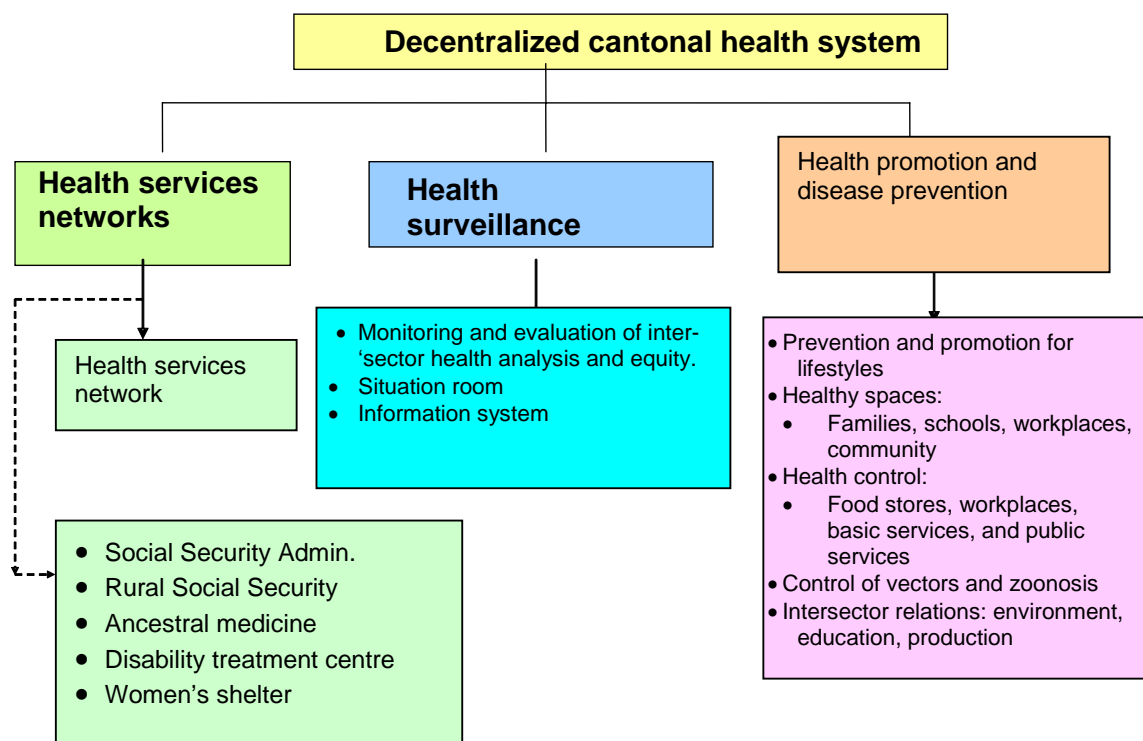 Decentralized cantonal health system
Health services
networks
Health
surveillance
Health promotion and
disease prevention
Health services
network
• Monitoring and evaluation of inter-
‘sector health analysis and equity.
• Situation room
• Information system
• Prevention and promotion for
lifestyles
• Healthy spaces:
• Families, schools, workplaces,
community
• Health control:
• Food stores, workplaces,
basic services, and public
services
• Control of vectors and zoonosis
• Intersector relations: environment,
education, production
• Social Security Admin.
• Rural Social Security
• Ancestral medicine
• Disability treatment centre
• Women’s shelter